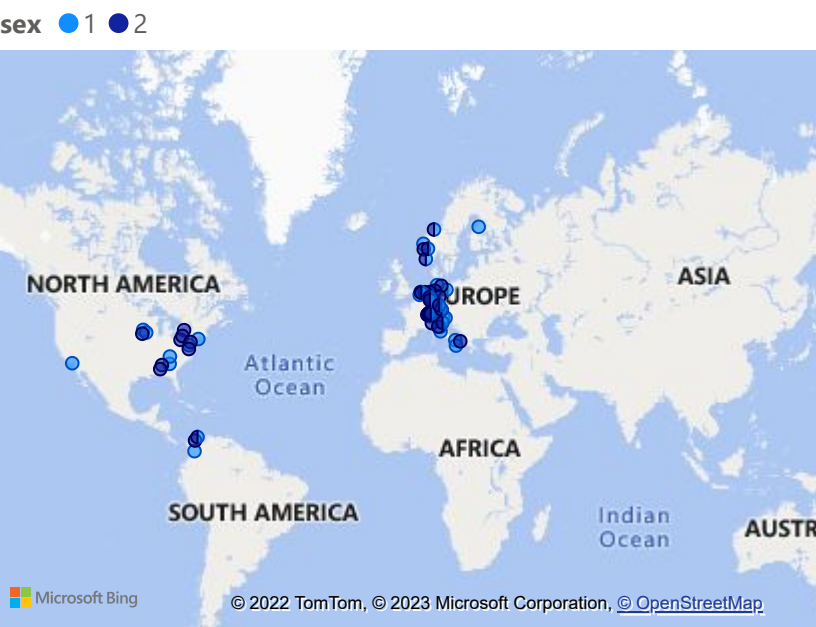 sex 1 2
NORTH AMERICA
UROPE
ASIA
Atlantic
Ocean
AFRICA
SOUTH AMERICA
Indian
Ocean
AUSTR
Microsoft Bing
© 2022 TomTom, © 2023 Microsoft Corporation, © OpenStreetMap